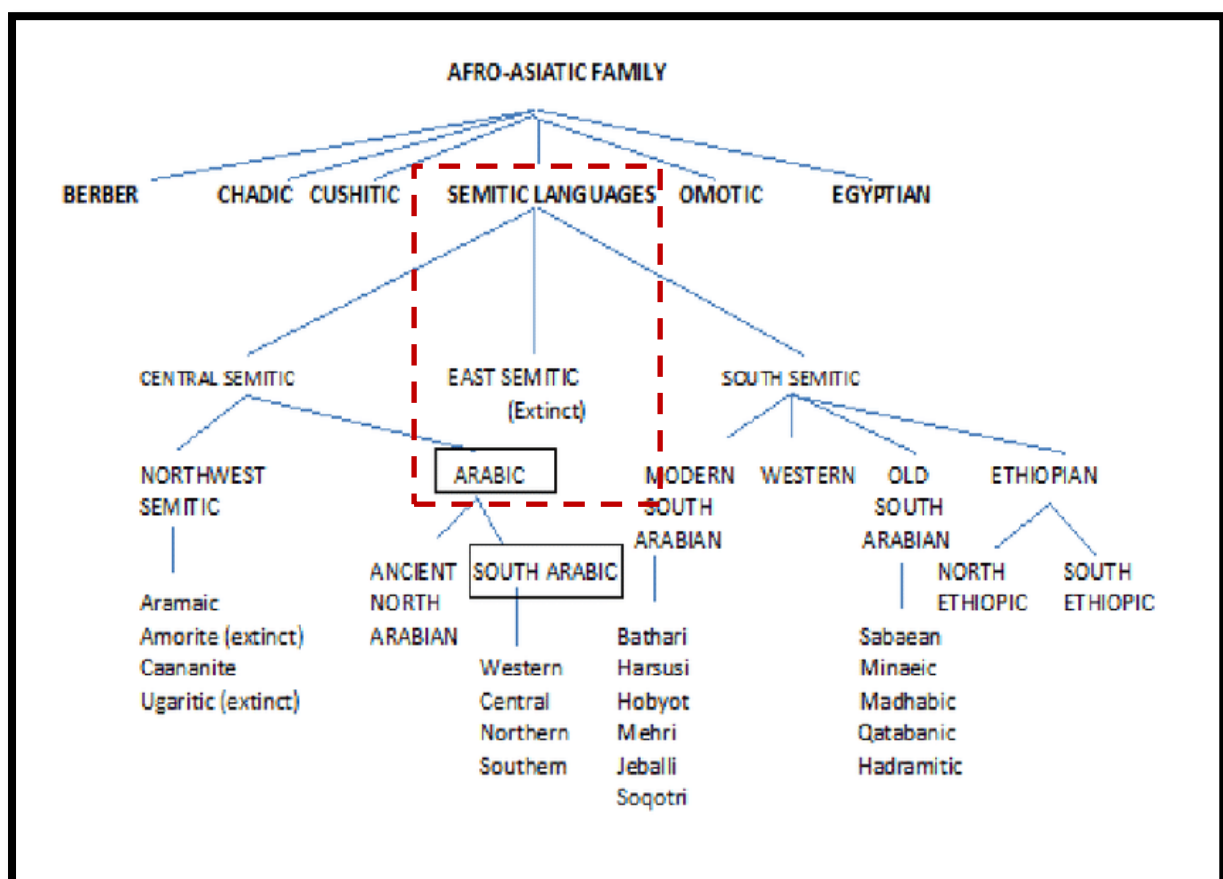 AFRO-ASIATIC FAMILY
BERBER CHADIC CUSHITIC SEMITIC LANGUAGES OMOTIC EGYPTIAN
CENTRAL SEMITIC EAST SEMITIC SOUTH SEMITIC
(Extinct)
NORTHWEST ARABIC MODERN WESTERN OLD ETHIOPIAN
SEMITIC SOUTH SOUTH
ARABIAN ARABIAN
ANCIENT SOUTH ARABIC NORTH SOUTH
NORTH ETHIOPIC ETHIOPIC
ARABIAN
Aramaic
Amorite (extinct)
Caananite
Ugaritic (extinct)
Western
Central
Northern
Southem
Bathari
Harsusi
Hobyot
Mehri
Jeballi
Soqotri
Sabaean
Minaeic
Madhabic
Qatabanic
Hadramitic